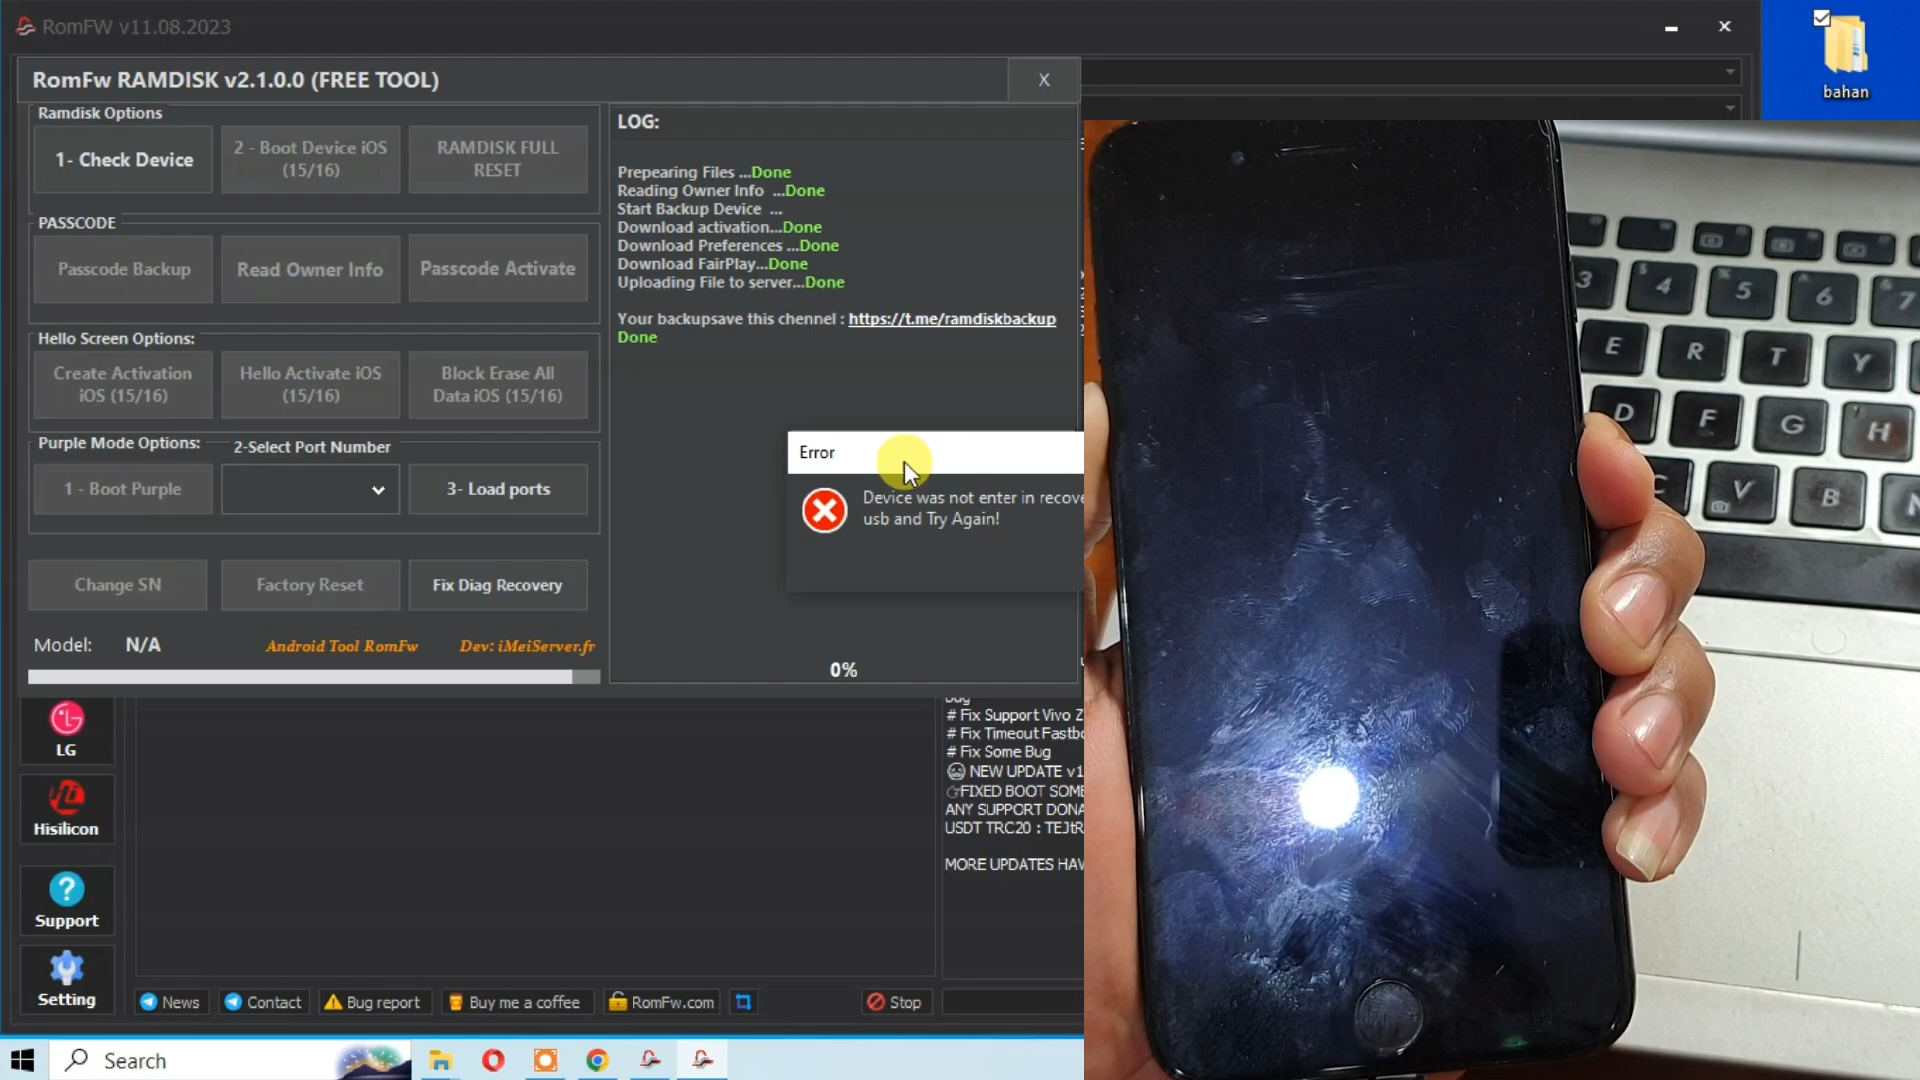 RomFW v11.08.2023
bahan
RomFw RAMDISK v2.1.0.0 (FREE TOOL)
X
Ramdisk Options
1- Check Device
2 - Boot Device iOS
(15/16)
RAMDISK FULL
RESET
PASSCODE
Passcode Backup
Read Owner Info
Passcode Activate
Hello Screen Options:
Create Activation
iOS (15/16)
Hello Activate iOS
(15/16)
Block Erase All
Data iOS (15/16)
Purple Mode Options:
2-Select Port Number
1 - Boot Purple
3- Load ports
Change SN
Factory Reset
Fix Diag Recovery
Model: N/A
Android Tool RomFw
Dev: iMeiServer.fr
LOG:
Prepearing Files ...Done
Reading Owner Info ...Done
Start Backup Device ...
Download activation...Done
Download Preferences ...Done
Download FairPlay...Done
Uploading File to server...Done
Your backupsave this chennel : https://t.me/ramdiskbackup
Done
Error
Device was not enter in recove
usb and Try Again!
0%
LG
Hisilicon
Support
Setting
# Fix Support Vivo Z
# Fix Timeout Fastbo
# Fix Some Bug
NEW UPDATE v1
FIXED BOOT SOME
ANY SUPPORT DONA
USDT TRC20 : TEJtR
MORE UPDATES HAV
News
Contact
Bug report
Buy me a coffee
RomFw.com
Stop
Search
3 $ 4 % 5 ^ 6 7
E R T Y
D F G H
C V B N